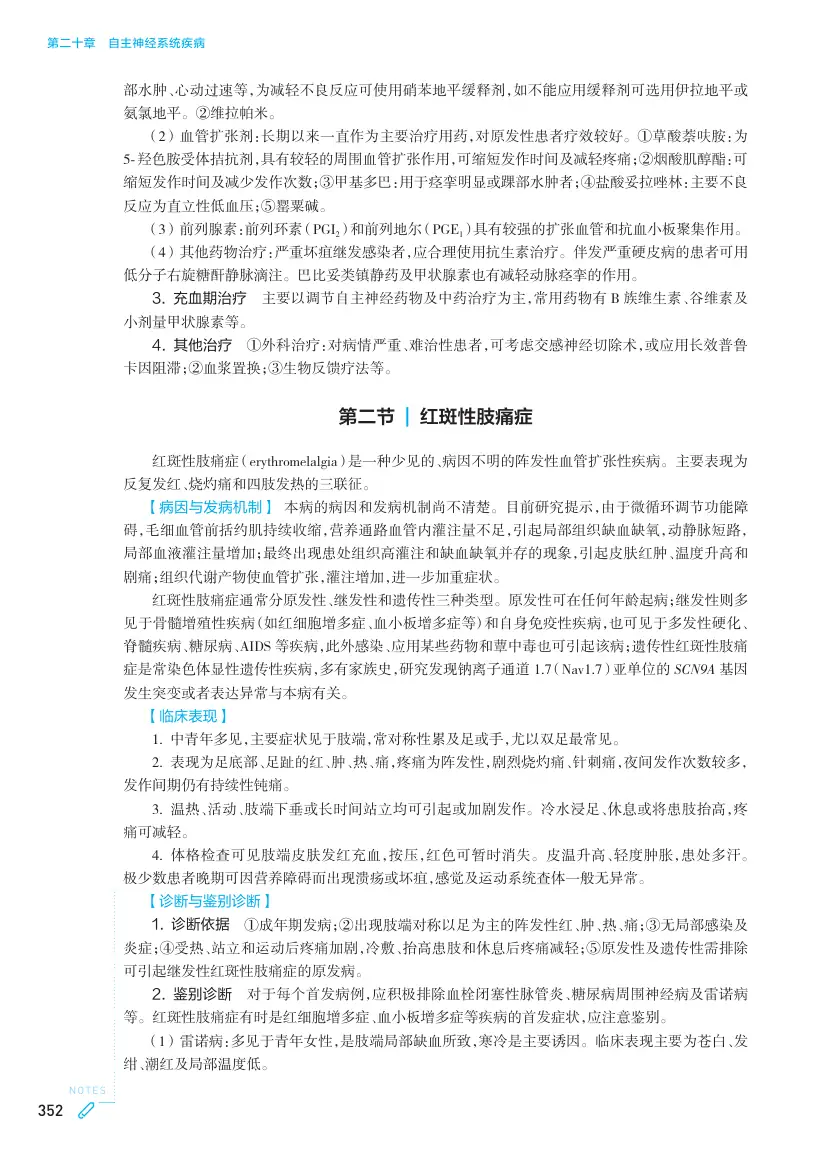 第二十章 自主神经系统疾病
部水肿、心动过速等,为减轻不良反应可使用硝苯地平缓释剂,如不能应用缓释剂可选用伊拉地平或
氨氯地平。②维拉帕米。
（2）血管扩张剂:长期以来一直作为主要治疗用药,对原发性患者疗效较好。①草酸萘呋胺:为
5-羟色胺受体拮抗剂,具有较轻的周围血管扩张作用,可缩短发作时间及减轻疼痛;②烟酸肌醇酯:可
缩短发作时间及减少发作次数;③甲基多巴:用于痉挛明显或踝部水肿者;④盐酸妥拉唑林:主要不良
反应为直立性低血压;⑤罂粟碱。
（3）前列腺素:前列环素（PGI₂）和前列地尔（PGE₁）具有较强的扩张血管和抗血小板聚集作用。
（4）其他药物治疗:严重坏疽继发感染者,应合理使用抗生素治疗。伴发严重硬皮病的患者可用
低分子右旋糖酐静脉滴注。巴比妥类镇静药及甲状腺素也有减轻动脉痉挛的作用。
3. 充血期治疗 主要以调节自主神经药物及中药治疗为主,常用药物有 B 族维生素、谷维素及
小剂量甲状腺素等。
4. 其他治疗 ①外科治疗:对病情严重、难治性患者,可考虑交感神经切除术,或应用长效普鲁
卡因阻滞;②血浆置换;③生物反馈疗法等。
第二节 | 红斑性肢痛症
红斑性肢痛症（erythromelalgia）是一种少见的、病因不明的阵发性血管扩张性疾病。主要表现为
反复发红、烧灼痛和四肢发热的三联征。
【病因与发病机制】 本病的病因和发病机制尚不清楚。目前研究提示,由于微循环调节功能障
碍,毛细血管前括约肌持续收缩,营养通路血管内灌注量不足,引起局部组织缺血缺氧,动静脉短路,
局部血液灌注量增加;最终出现患处组织高灌注和缺血缺氧并存的现象,引起皮肤红肿、温度升高和
剧痛;组织代谢产物使血管扩张,灌注增加,进一步加重症状。
红斑性肢痛症通常分原发性、继发性和遗传性三种类型。原发性可在任何年龄起病;继发性则多
见于骨髓增殖性疾病(如红细胞增多症、血小板增多症等)和自身免疫性疾病,也可见于多发性硬化、
脊髓疾病、糖尿病、AIDS 等疾病,此外感染、应用某些药物和蕈中毒也可引起该病;遗传性红斑性肢痛
症是常染色体显性遗传性疾病,多有家族史,研究发现钠离子通道 1.7（Nav1.7）亚单位的 SCN9A 基因
发生突变或者表达异常与本病有关。
【临床表现】
1. 中青年多见,主要症状见于肢端,常对称性累及足或手,尤以双足最常见。
2. 表现为足底部、足趾的红、肿、热、痛,疼痛为阵发性,剧烈烧灼痛、针刺痛,夜间发作次数较多,
发作间期仍有持续性钝痛。
3. 温热、活动、肢端下垂或长时间站立均可引起或加剧发作。冷水浸足、休息或将患肢抬高,疼
痛可减轻。
4. 体格检查可见肢端皮肤发红充血,按压,红色可暂时消失。皮温升高、轻度肿胀,患处多汗。
极少数患者晚期可因营养障碍而出现溃疡或坏疽,感觉及运动系统查体一般无异常。
【诊断与鉴别诊断】
1. 诊断依据 ①成年期发病;②出现肢端对称以足为主的阵发性红、肿、热、痛;③无局部感染及
炎症;④受热、站立和运动后疼痛加剧,冷敷、抬高患肢和休息后疼痛减轻;⑤原发性及遗传性需排除
可引起继发性红斑性肢痛症的原发病。
2. 鉴别诊断 对于每个首发病例,应积极排除血栓闭塞性脉管炎、糖尿病周围神经病及雷诺病
等。红斑性肢痛症有时是红细胞增多症、血小板增多症等疾病的首发症状,应注意鉴别。
（1）雷诺病:多见于青年女性,是肢端局部缺血所致,寒冷是主要诱因。临床表现主要为苍白、发
绀、潮红及局部温度低。
NOTES
352